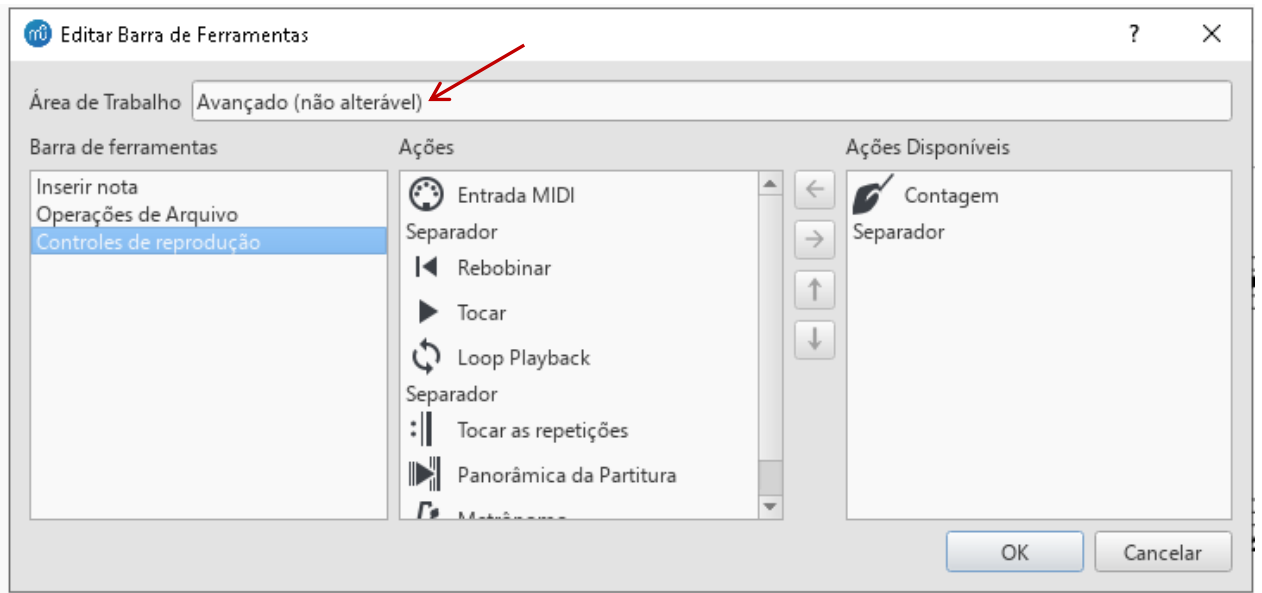 Editar Barra de Ferramentas
?
Área de Trabalho Avançado (não alterável)
Barra de ferramentas
Inserir nota
Operações de Arquivo
Controles de reprodução
Ações
Entrada MIDI
Separador
Rebobinar
Tocar
Loop Playback
Separador
Tocar as repetições
Panorâmica da Partitura
Metrônomo
Ações Disponíveis
Contagem
Separador
OK
Cancelar